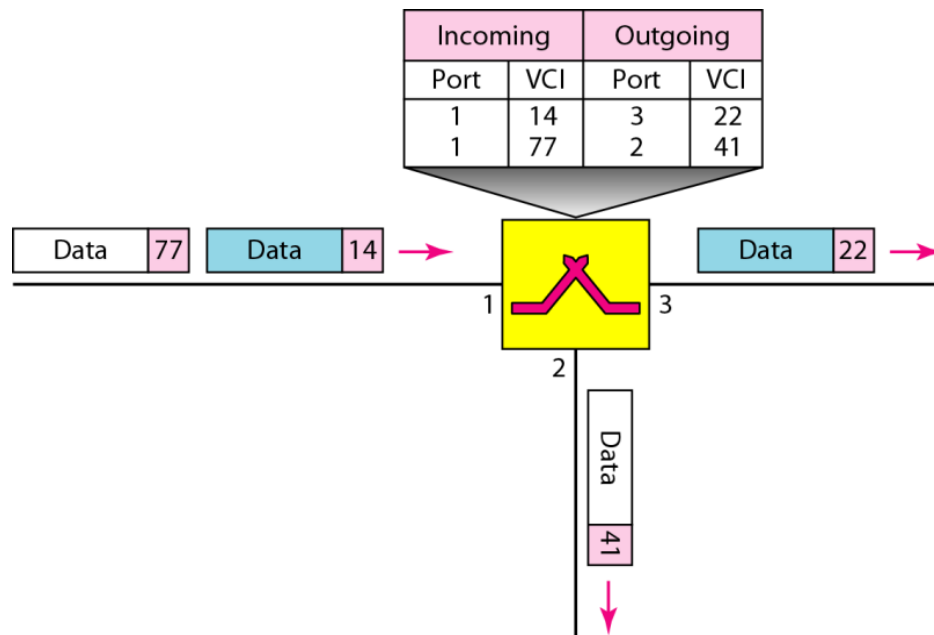 Incoming Outgoing
Port VCI Port VCI
1 14 3 22
1 77 2 41
Data 77 Data 14 Data 22
1 3
2
Data 41